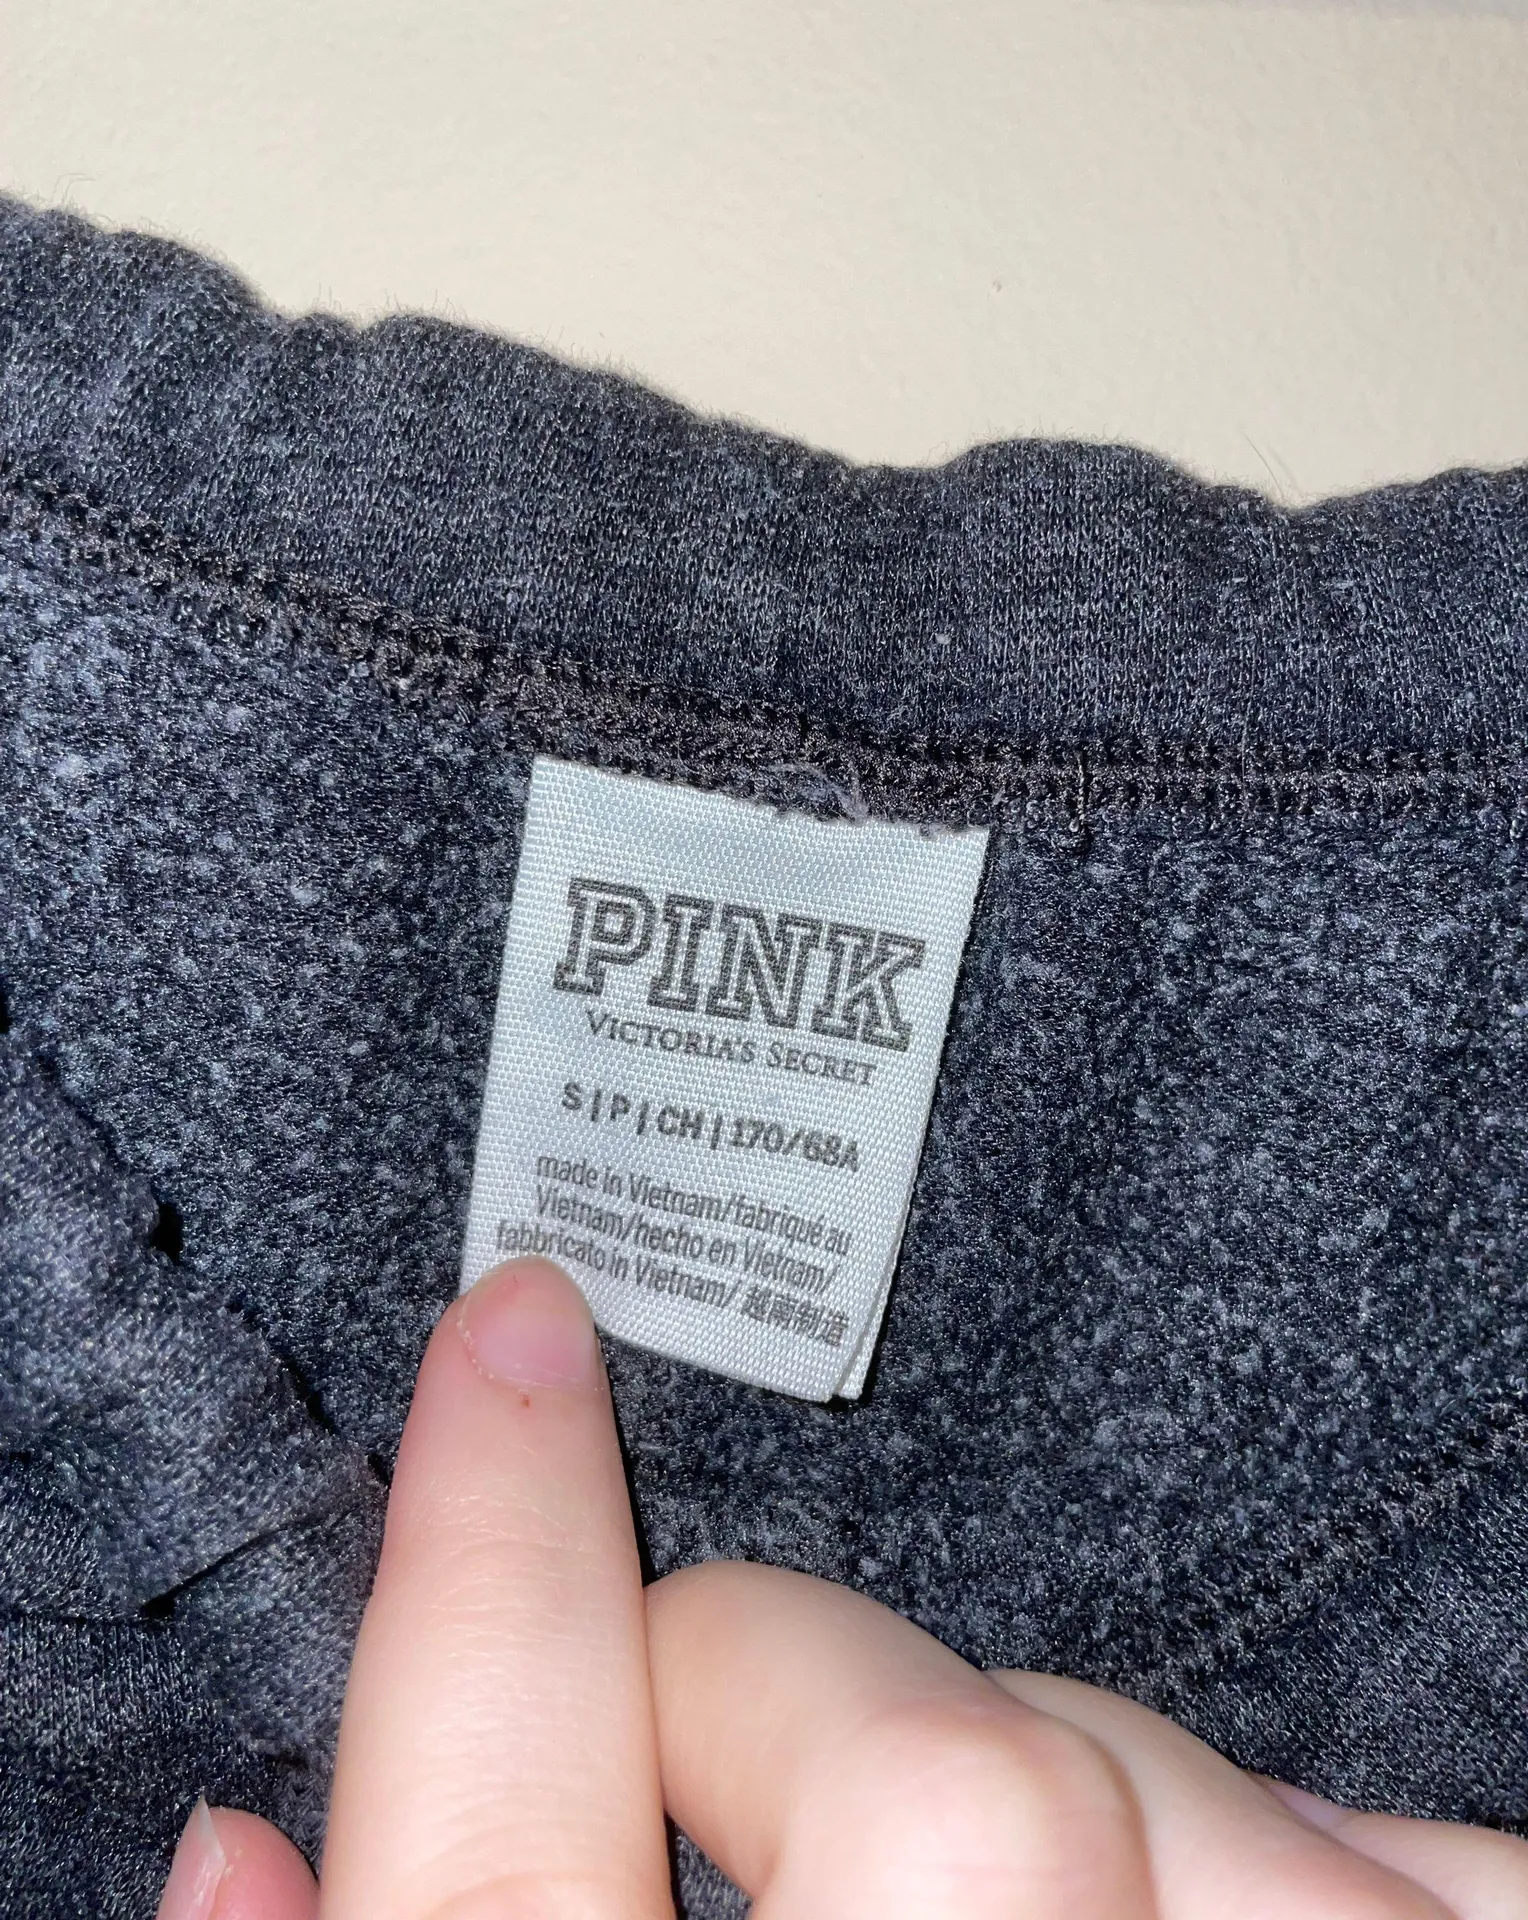 PINK
VICTORIA'S SECRET
S | P | CH | 170/68A
made in Vietnam/fabriqué au
Vietnam/hecho en Vietnam/
fabbricato in Vietnam/ 越南制造